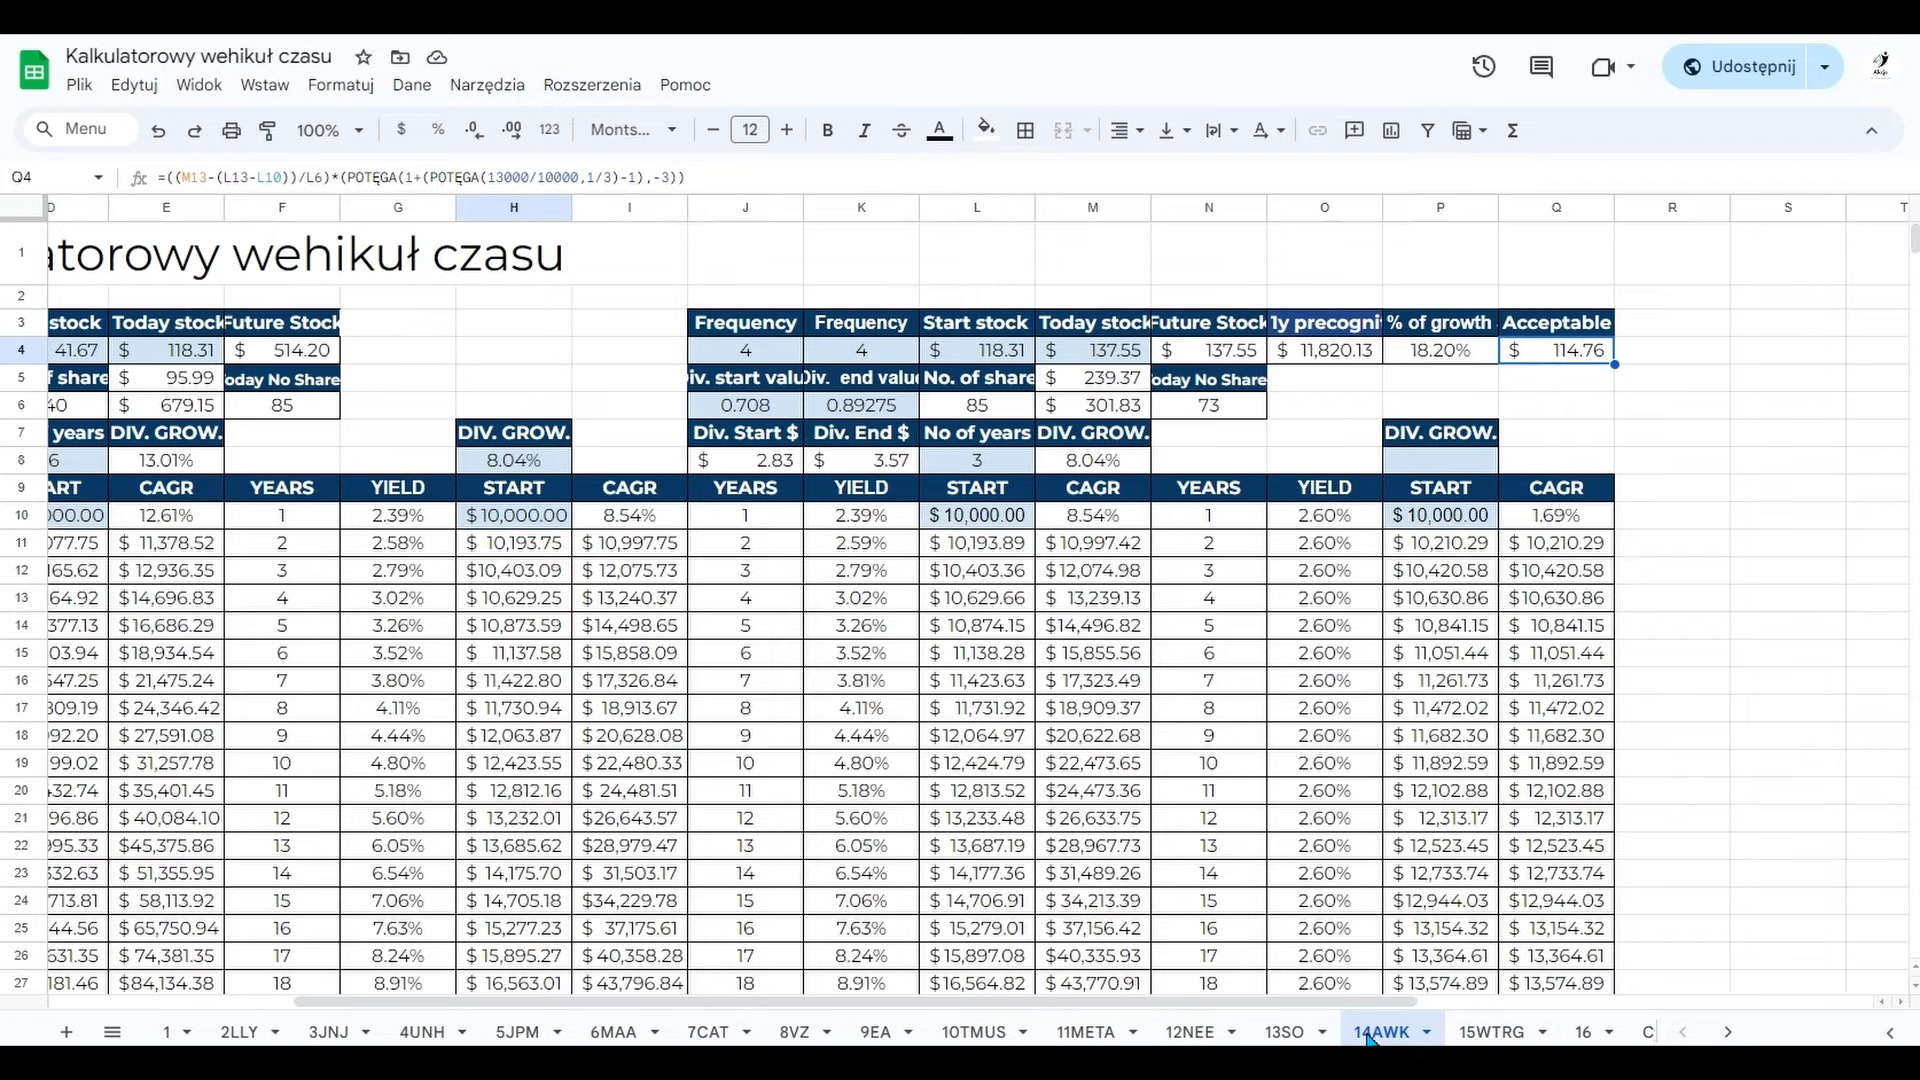 Kalkulatorowy wehikuł czasu
Plik Edytuj Widok Wstaw Formatuj Dane Narzędzia Rozszerzenia Pomoc
Udostępnij
Menu 100% $ % .0 .00 123 Monts... 12
Q4 fx =((M13-(L13-L10))/L6)*(POTĘGA(1+(POTĘGA(13000/10000,1/3)-1),-3))
D E F G H I J K L M N O P Q R S T
1 atorowy wehikuł czasu
2
3 stock Today stock Future Stock Frequency Frequency Start stock Today stock Future Stock 1y precogni % of growth Acceptable
4 41.67 $ 118.31 $ 514.20 4 4 $ 118.31 $ 137.55 $ 137.55 $ 11,820.13 18.20% $ 114.76
5 f share $ 95.99 oday No Share Div. start valu Div. end value No. of share $ 239.37 oday No Share
6 40 $ 679.15 85 0.708 0.89275 85 $ 301.83 73
7 years DIV. GROW. DIV. GROW. Div. Start $ Div. End $ No of years DIV. GROW. DIV. GROW.
8 6 13.01% 8.04% $ 2.83 $ 3.57 3 8.04%
9 ART CAGR YEARS YIELD START CAGR YEARS YIELD START CAGR YEARS YIELD START CAGR
10 000.00 12.61% 1 2.39% $ 10,000.00 8.54% 1 2.39% $ 10,000.00 8.54% 1 2.60% $ 10,000.00 1.69%
11 077.75 $ 11,378.52 2 2.58% $ 10,193.75 $ 10,997.75 2 2.59% $ 10,193.89 $ 10,997.42 2 2.60% $ 10,210.29 $ 10,210.29
12 165.62 $ 12,936.35 3 2.79% $10,403.09 $ 12,075.73 3 2.79% $10,403.36 $ 12,074.98 3 2.60% $10,420.58 $10,420.58
13 64.92 $14,696.83 4 3.02% $ 10,629.25 $ 13,240.37 4 3.02% $ 10,629.66 $ 13,239.13 4 2.60% $10,630.86 $10,630.86
14 377.13 $16,686.29 5 3.26% $ 10,873.59 $14,498.65 5 3.26% $ 10,874.15 $ 14,496.82 5 2.60% $ 10,841.15 $ 10,841.15
15 03.94 $18,934.54 6 3.52% $ 11,137.58 $15,858.09 6 3.52% $ 11,138.28 $ 15,855.56 6 2.60% $ 11,051.44 $ 11,051.44
16 547.25 $ 21,475.24 7 3.80% $ 11,422.80 $ 17,326.84 7 3.81% $ 11,423.63 $ 17,323.49 7 2.60% $ 11,261.73 $ 11,261.73
17 309.19 $ 24,346.42 8 4.11% $ 11,730.94 $ 18,913.67 8 4.11% $ 11,731.92 $18,909.37 8 2.60% $ 11,472.02 $ 11,472.02
18 092.20 $ 27,591.08 9 4.44% $12,063.87 $ 20,628.08 9 4.44% $12,064.97 $20,622.68 9 2.60% $ 11,682.30 $ 11,682.30
19 99.02 $ 31,257.78 10 4.80% $ 12,423.55 $ 22,480.33 10 4.80% $ 12,424.79 $22,473.65 10 2.60% $ 11,892.59 $ 11,892.59
20 432.74 $35,401.45 11 5.18% $ 12,812.16 $ 24,481.51 11 5.18% $ 12,813.52 $24,473.36 11 2.60% $ 12,102.88 $ 12,102.88
21 96.86 $ 40,084.10 12 5.60% $ 13,232.01 $26,643.57 12 5.60% $ 13,233.48 $26,633.75 12 2.60% $ 12,313.17 $ 12,313.17
22 995.33 $45,375.86 13 6.05% $ 13,685.62 $28,979.47 13 6.05% $ 13,687.19 $28,967.73 13 2.60% $ 12,523.45 $ 12,523.45
23 332.63 $ 51,355.95 14 6.54% $ 14,175.70 $ 31,503.17 14 6.54% $ 14,177.36 $31,489.26 14 2.60% $ 12,733.74 $ 12,733.74
24 713.81 $ 58,113.92 15 7.06% $ 14,705.18 $34,229.78 15 7.06% $ 14,706.91 $34,213.39 15 2.60% $12,944.03 $12,944.03
25 44.56 $ 65,750.94 16 7.63% $ 15,277.23 $ 37,175.61 16 7.63% $ 15,279.01 $ 37,156.42 16 2.60% $ 13,154.32 $ 13,154.32
26 631.35 $ 74,381.35 17 8.24% $ 15,895.27 $ 40,358.28 17 8.24% $ 15,897.08 $40,335.93 17 2.60% $ 13,364.61 $ 13,364.61
27 181.46 $84,134.38 18 8.91% $ 16,563.01 $43,796.84 18 8.91% $16,564.82 $ 43,770.91 18 2.60% $ 13,574.89 $ 13,574.89
1 2LLY 3JNJ 4UNH 5JPM 6MAA 7CAT 8VZ 9EA 10TMUS 11META 12NEE 13SO 14AWK 15WTRG 16 C